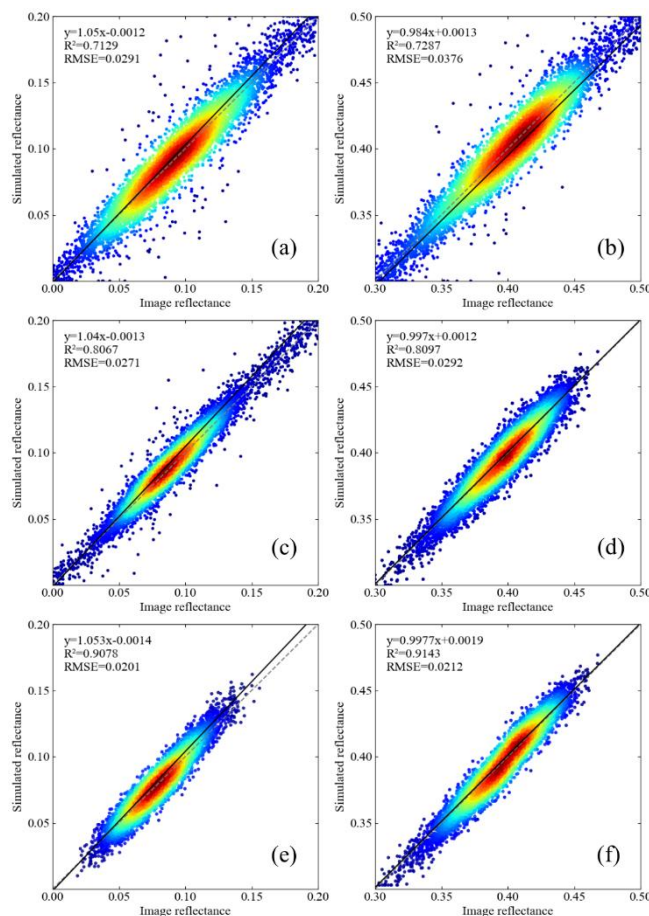 0.20
y=1.05x-0.0012
R²=0.7129
RMSE=0.0291
0.15
0.10
0.05
Simulated reflectance
(a)
0.00 0.05 0.10 0.15 0.20
Image reflectance
0.50
y=0.984x+0.0013
R²=0.7287
RMSE=0.0376
0.45
0.40
0.35
Simulated reflectance
(b)
0.30 0.35 0.40 0.45 0.50
Image reflectance
0.20
y=1.04x-0.0013
R²=0.8067
RMSE=0.0271
0.15
0.10
0.05
Simulated reflectance
(c)
0.00 0.05 0.10 0.15 0.20
Image reflectance
0.50
y=0.997x+0.0012
R²=0.8097
RMSE=0.0292
0.45
0.40
0.35
Simulated reflectance
(d)
0.30 0.35 0.40 0.45 0.50
Image reflectance
0.20
y=1.053x-0.0014
R²=0.9078
RMSE=0.0201
0.15
0.10
0.05
Simulated reflectance
(e)
0.00 0.05 0.10 0.15 0.20
Image reflectance
0.50
y=0.9977x+0.0019
R²=0.9143
RMSE=0.0212
0.45
0.40
0.35
Simulated reflectance
(f)
0.30 0.35 0.40 0.45 0.50
Image reflectance